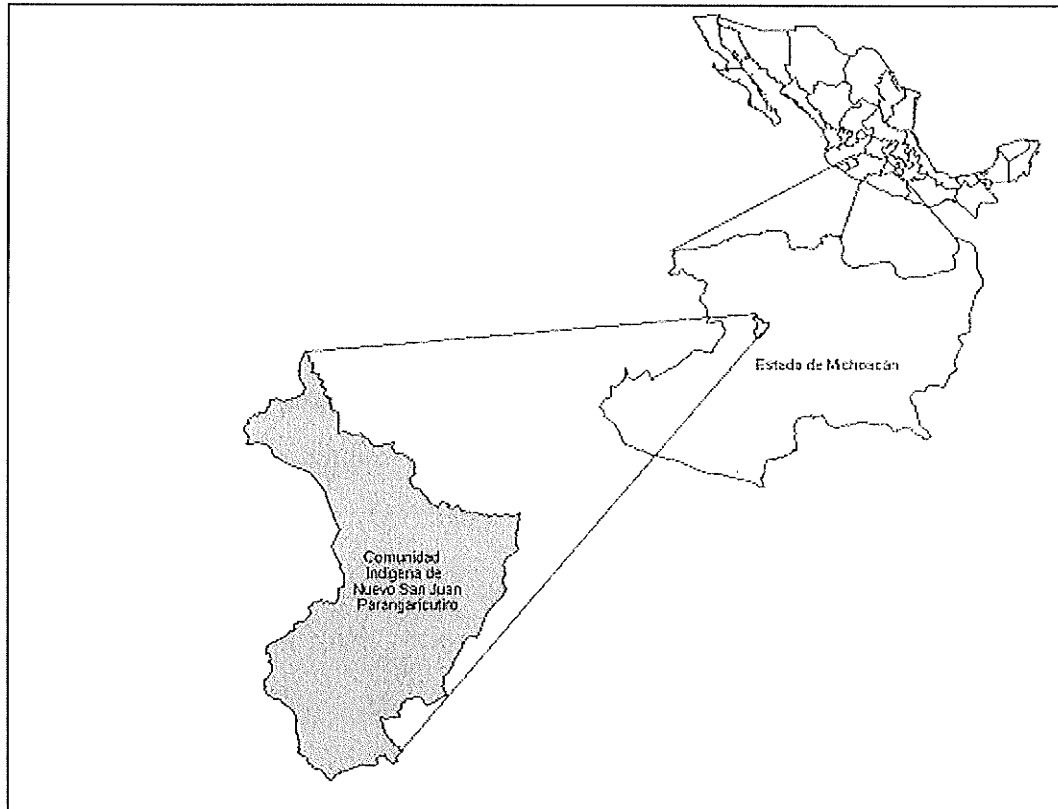 Estado de Michoacán
Comunidad
Indígena de
Nuevo San Juan
Parangaricutiro